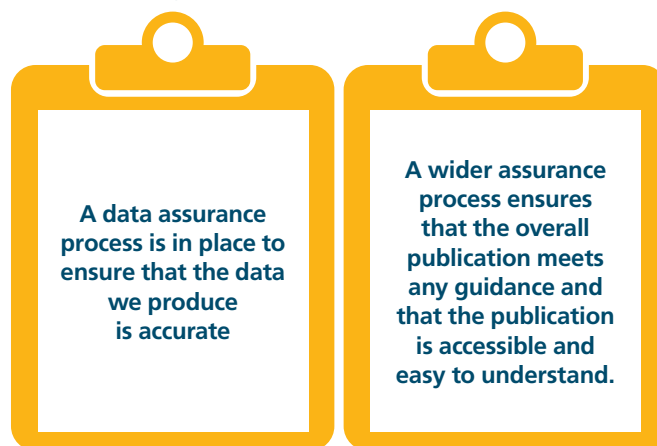 A data assurance
process is in place to
ensure that the data
we produce
is accurate
A wider assurance
process ensures
that the overall
publication meets
any guidance and
that the publication
is accessible and
easy to understand.